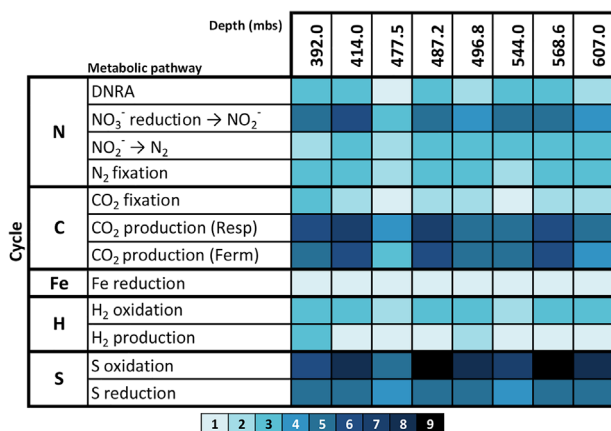 Depth (mbs)
392.0 414.0 477.5 487.2 496.8 544.0 568.6 607.0
Metabolic pathway
Cycle
N
DNRA
NO₃⁻ reduction → NO₂⁻
NO₂⁻ → N₂
N₂ fixation
C
CO₂ fixation
CO₂ production (Resp)
CO₂ production (Ferm)
Fe
Fe reduction
H
H₂ oxidation
H₂ production
S
S oxidation
S reduction
1 2 3 4 5 6 7 8 9